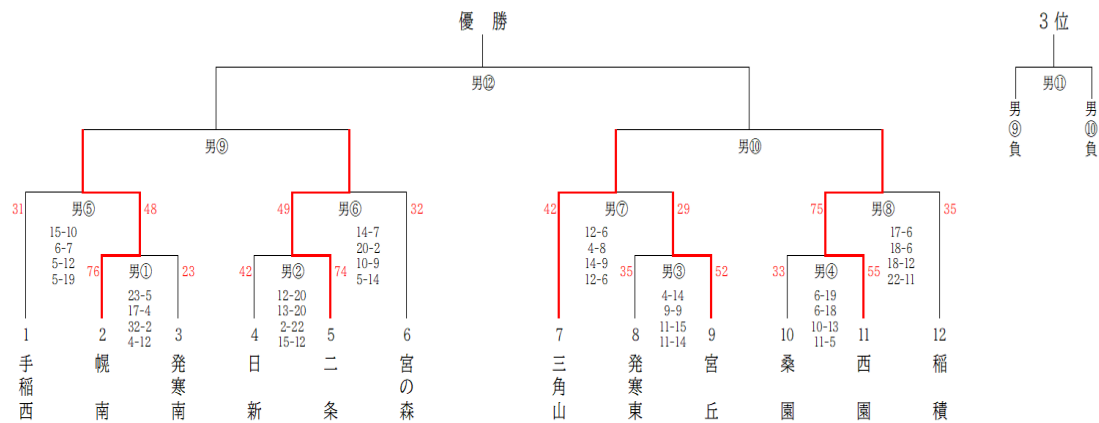 優 勝
3位
男⑫
男⑪
男⑨負
男⑩負
男⑨
男⑩
31
男⑤
48
49
男⑥
32
42
男⑦
29
75
男⑧
35
15-10
6-7
5-12
5-19
14-7
20-2
10-9
5-14
12-6
4-8
14-9
12-6
17-6
18-6
18-12
22-11
76
男①
23
42
男②
74
35
男③
52
33
男④
55
23-5
17-4
32-2
4-12
12-20
13-20
2-22
15-12
4-14
9-9
11-15
11-14
6-19
6-18
10-13
11-5
1
2
3
4
5
6
7
8
9
10
11
12
手稲西
幌南
発寒南
日新
二条
宮の森
三角山
発寒東
宮丘
桑園
西園
稲積